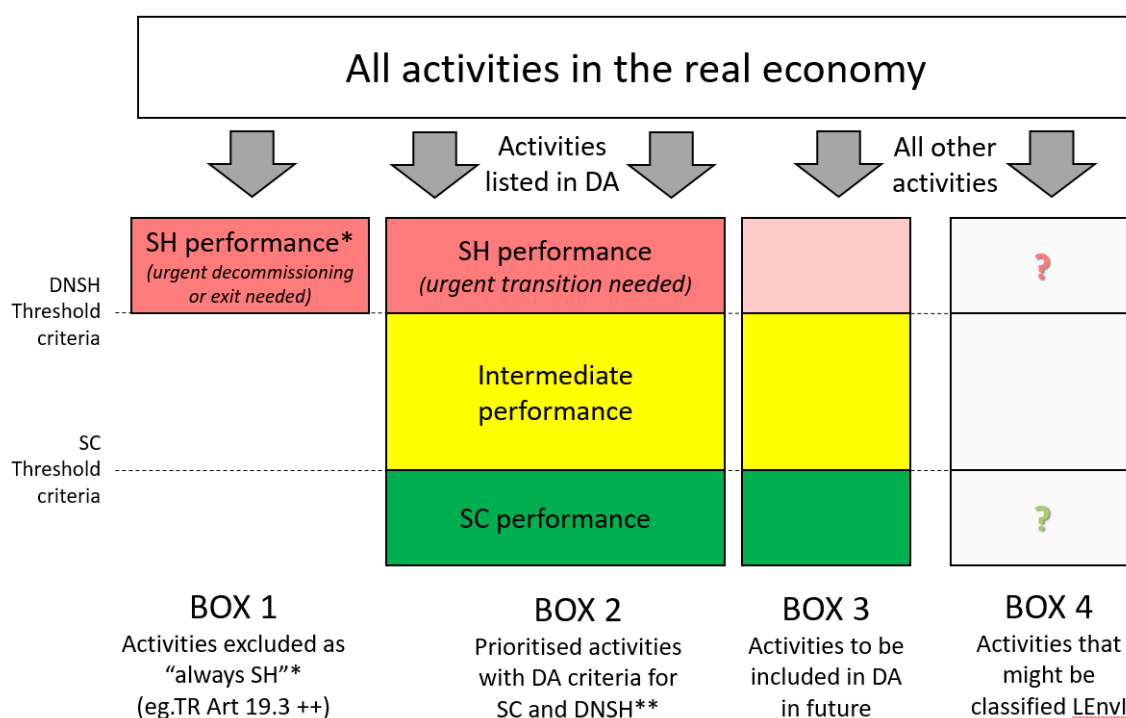 All activities in the real economy
Activities
listed in DA
All other
activities
DNSH
Threshold
criteria
SC
Threshold
criteria
SH performance*
(urgent decommissioning
or exit needed)
SH performance
(urgent transition needed)
Intermediate
performance
SC performance
?
?
BOX 1
Activities excluded as
“always SH”*
(eg.TR Art 19.3 ++)
BOX 2
Prioritised activities
with DA criteria for
SC and DNSH**
BOX 3
Activities to be
included in DA
in future
BOX 4
Activities that
might be
classified LEnvI